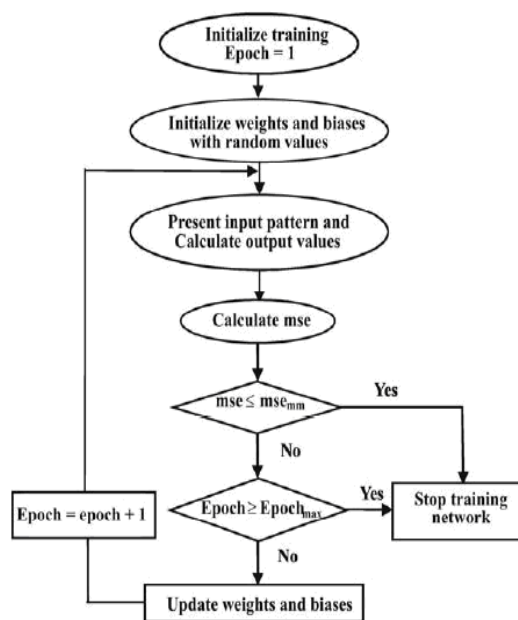 Initialize training
Epoch = 1
Initialize weights and biases
with random values
Present input pattern and
Calculate output values
Calculate mse
mse ≤ mse_mm
Yes
No
Epoch ≥ Epoch_max
Yes
Stop training
network
Epoch = epoch + 1
No
Update weights and biases